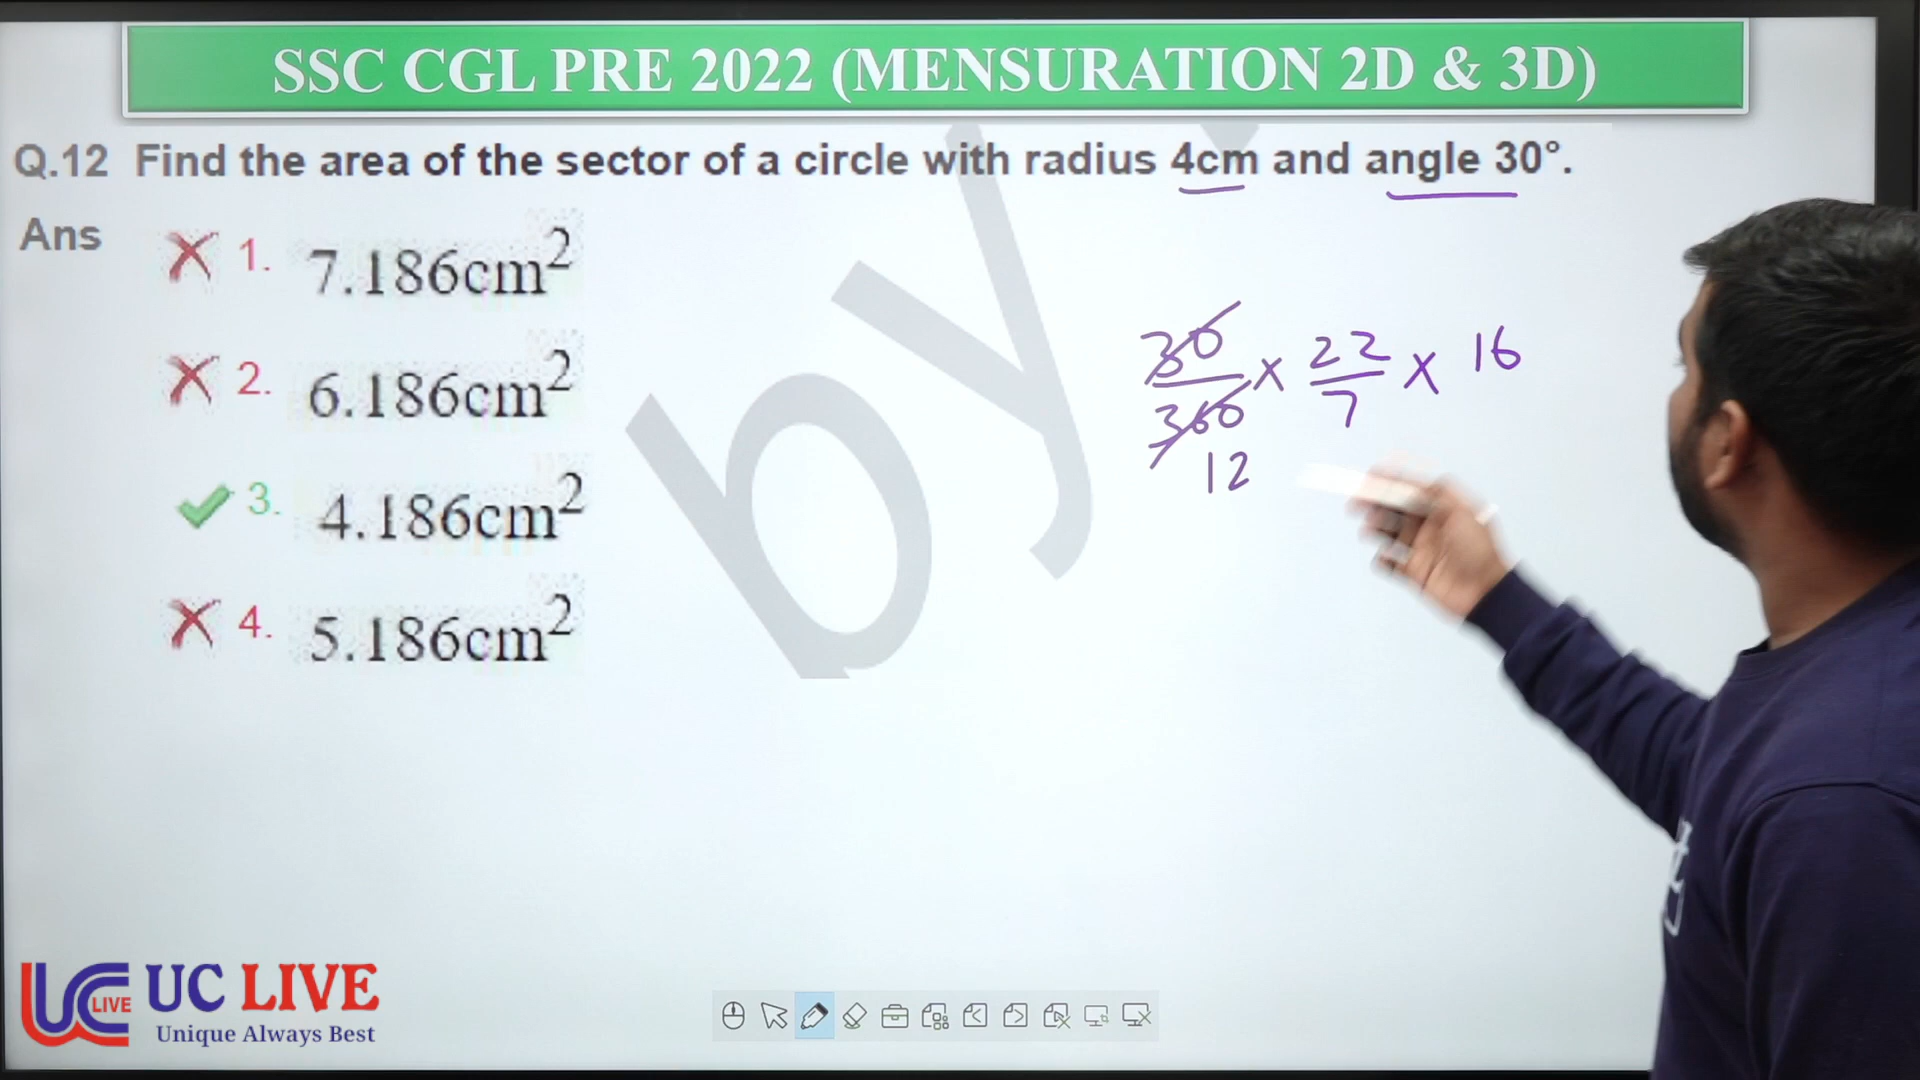 SSC CGL PRE 2022 (MENSURATION 2D & 3D)
Q.12 Find the area of the sector of a circle with radius 4cm and angle 30°.
Ans
1. 7.186cm²
2. 6.186cm²
3. 4.186cm²
4. 5.186cm²
by
30/360 × 22/7 × 16
12
UC LIVE
LIVE
Unique Always Best